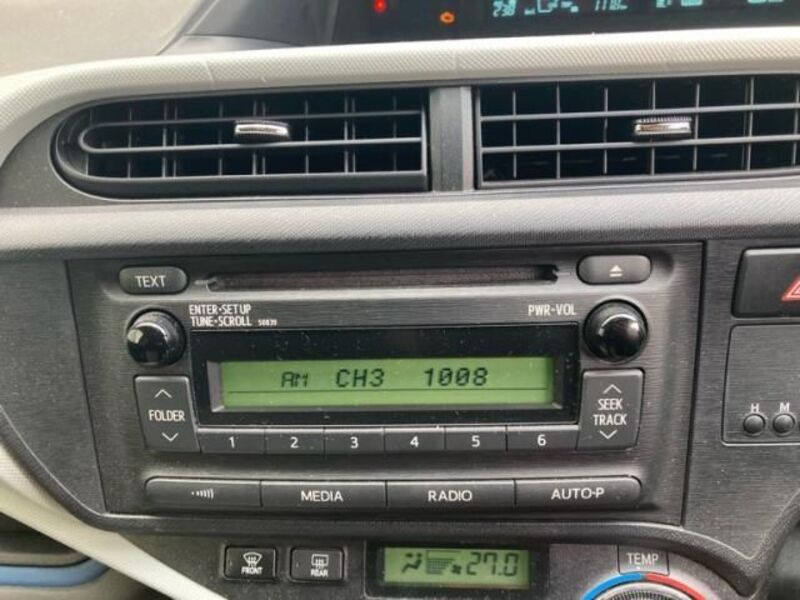 TEXT
ENTER•SETUP
TUNE•SCROLL 50839
PWR•VOL
AM CH3 1008
FOLDER
SEEK
TRACK
1 2 3 4 5 6
MEDIA RADIO AUTO•P
H M
FRONT REAR
27.0
TEMP